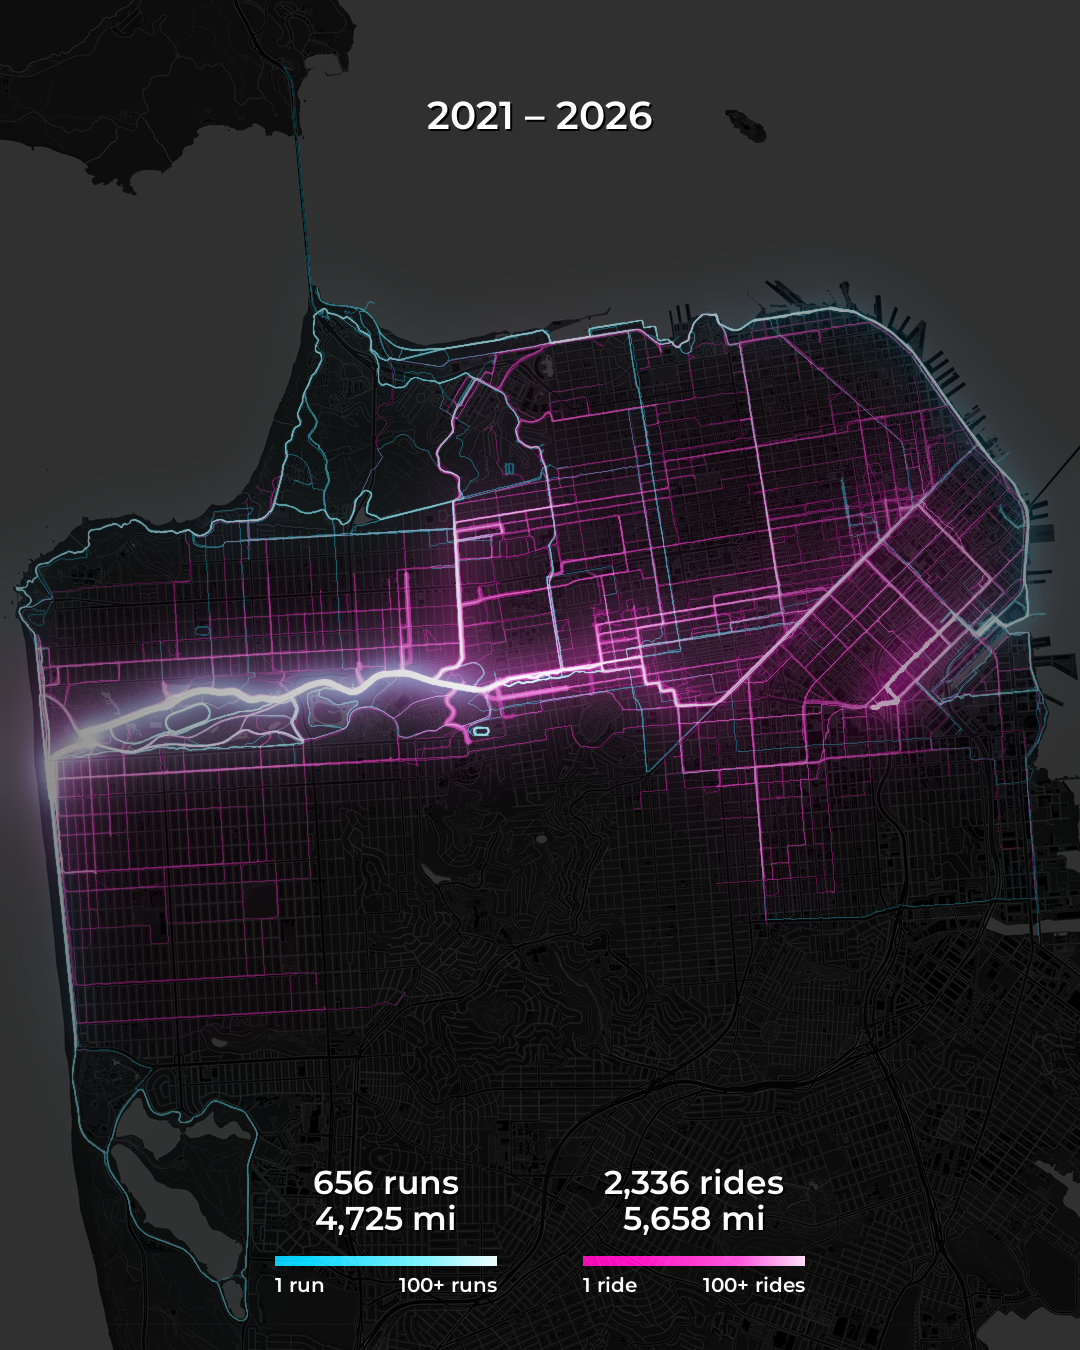 2021 – 2026
656 runs
4,725 mi
1 run
100+ runs
2,336 rides
5,658 mi
1 ride
100+ rides